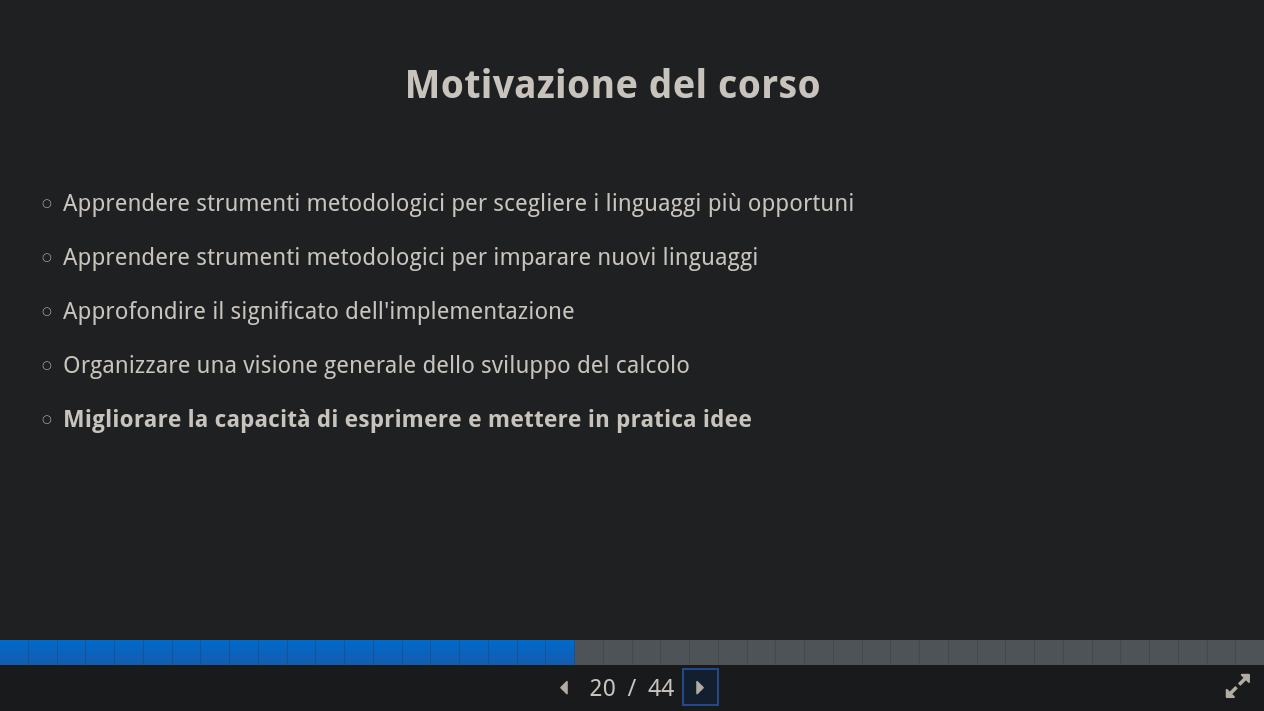 Motivazione del corso
Apprendere strumenti metodologici per scegliere i linguaggi più opportuni
Apprendere strumenti metodologici per imparare nuovi linguaggi
Approfondire il significato dell'implementazione
Organizzare una visione generale dello sviluppo del calcolo
Migliorare la capacità di esprimere e mettere in pratica idee
20 / 44